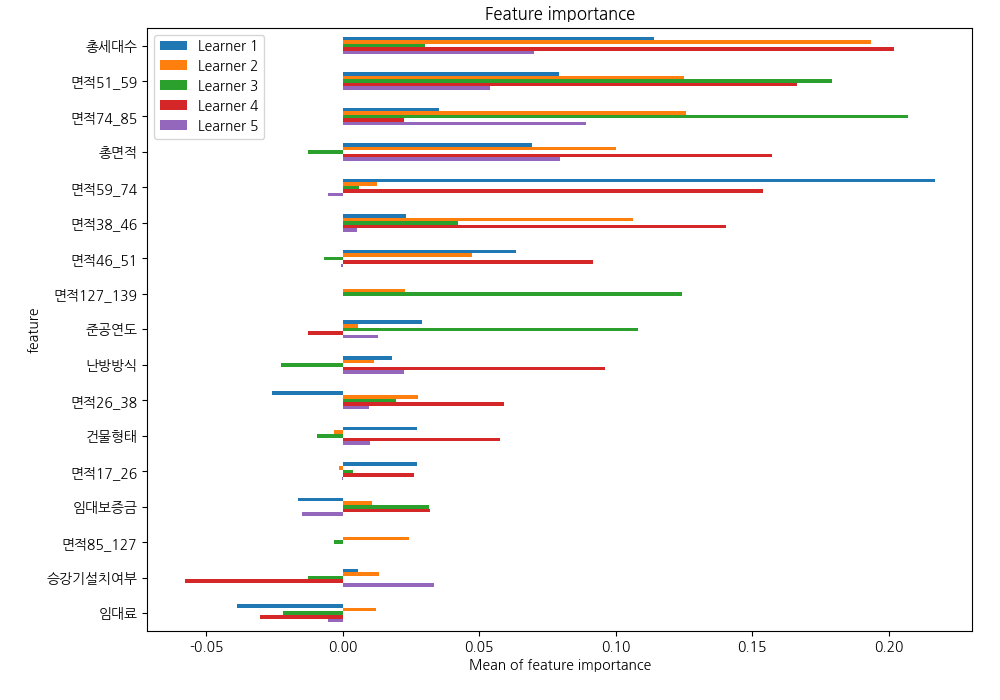 Feature importance
Learner 1
Learner 2
Learner 3
Learner 4
Learner 5
feature
총세대수
면적51_59
면적74_85
총면적
면적59_74
면적38_46
면적46_51
면적127_139
준공연도
난방방식
면적26_38
건물형태
면적17_26
임대보증금
면적85_127
승강기설치여부
임대료
-0.05 0.00 0.05 0.10 0.15 0.20
Mean of feature importance